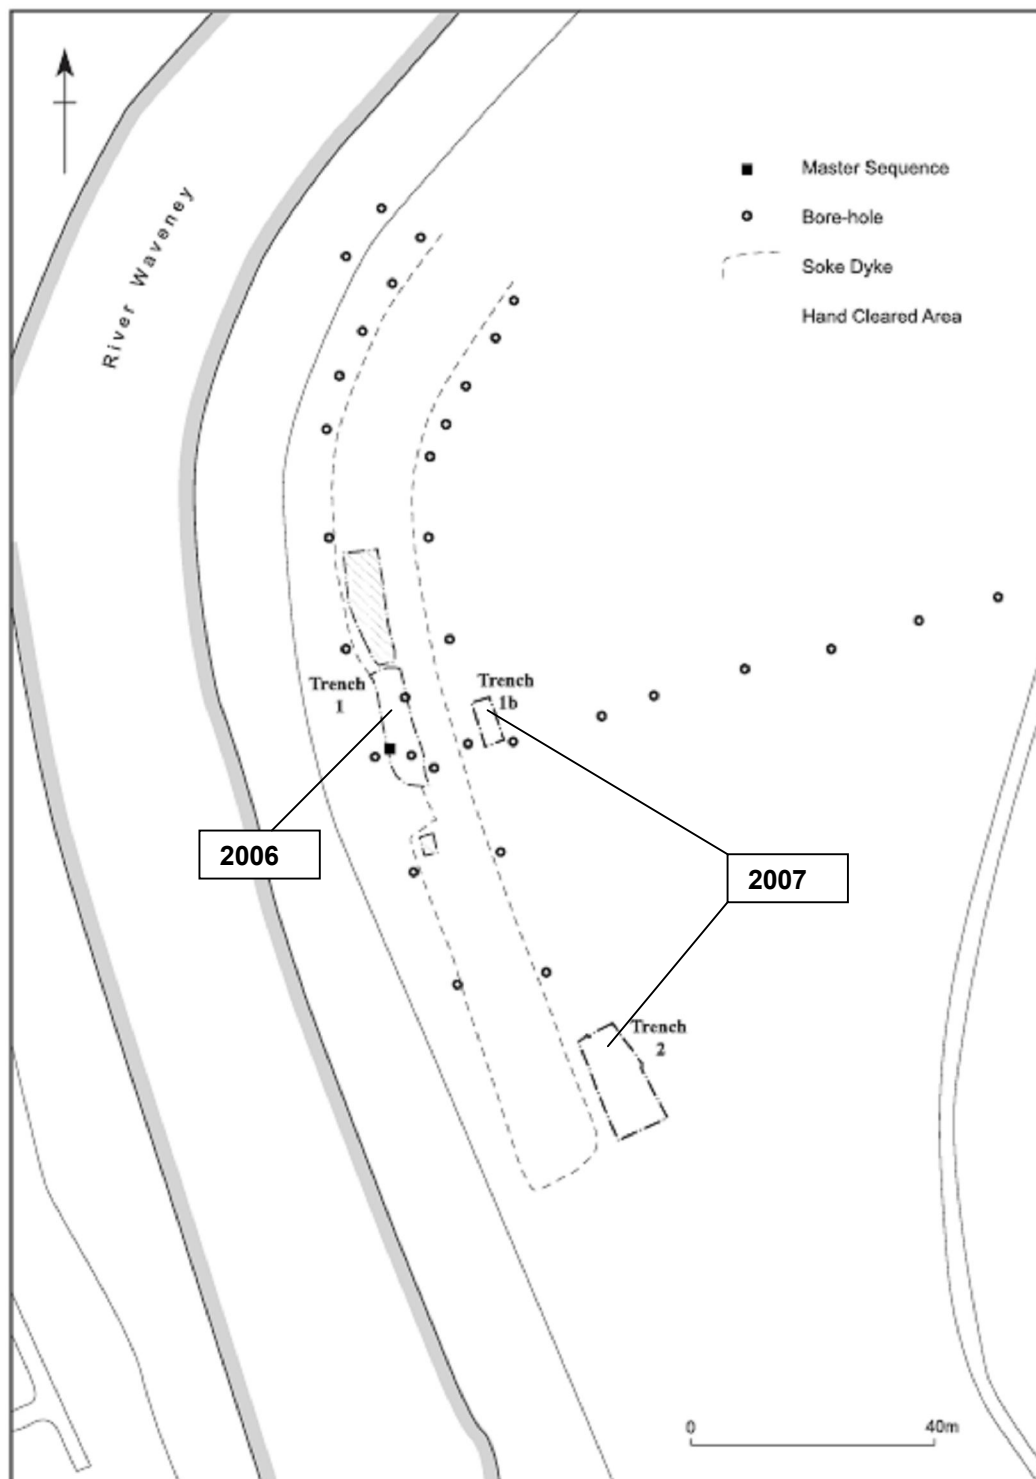 River Waveney
Master Sequence
Bore-hole
Soke Dyke
Hand Cleared Area
Trench
1
Trench
1b
2006
2007
Trench
2
0
40m